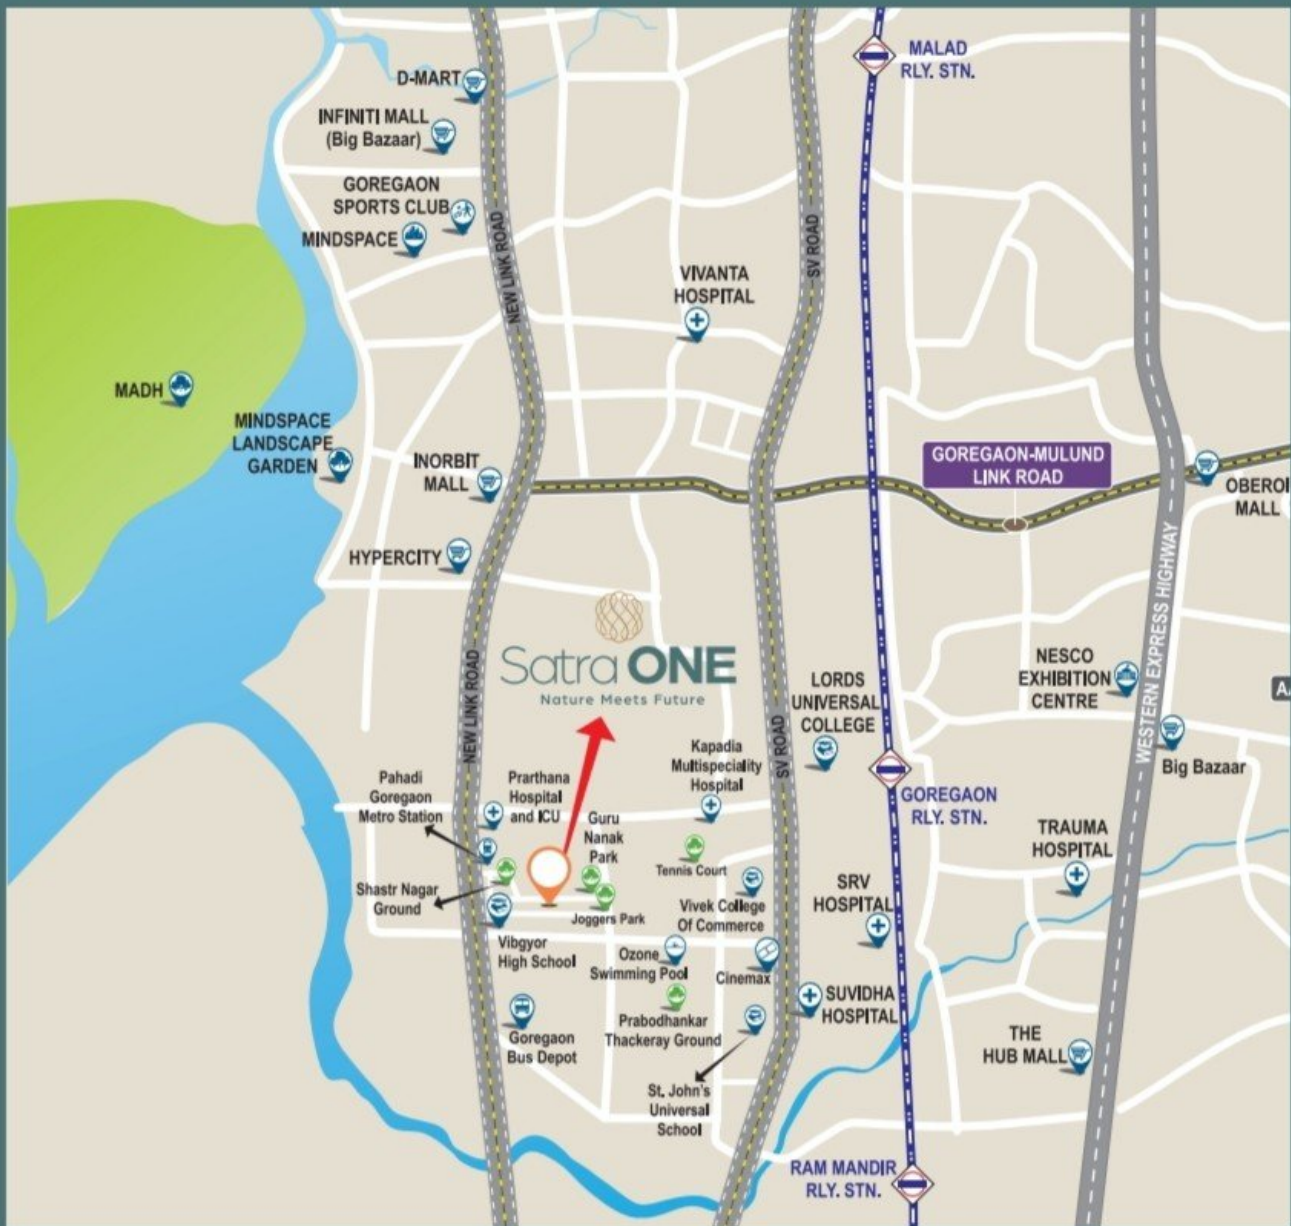 MALAD
RLY. STN.
D-MART
INFINITI MALL
(Big Bazaar)
GOREGAON
SPORTS CLUB
MINDSPACE
NEW LINK ROAD
SV ROAD
VIVANTA
HOSPITAL
MADH
MINDSPACE
LANDSCAPE
GARDEN
INORBIT
MALL
GOREGAON-MULUND
LINK ROAD
OBEROI
MALL
HYPERCITY
WESTERN EXPRESS HIGHWAY
Satra ONE
Nature Meets Future
NEW LINK ROAD
LORDS
UNIVERSAL
COLLEGE
NESCO
EXHIBITION
CENTRE
SV ROAD
Big Bazaar
Pahadi
Goregaon
Metro Station
Prarthana
Hospital
and ICU
Kapadia
Multispeciality
Hospital
GOREGAON
RLY. STN.
Guru
Nanak
Park
TRAUMA
HOSPITAL
Tennis Court
Shastr Nagar
Ground
Joggers Park
Vivek College
Of Commerce
SRV
HOSPITAL
Vibgyor
High School
Ozone
Swimming Pool
Cinemax
SUVIDHA
HOSPITAL
Goregaon
Bus Depot
Prabodhankar
Thackeray Ground
THE
HUB MALL
St. John's
Universal
School
RAM MANDIR
RLY. STN.